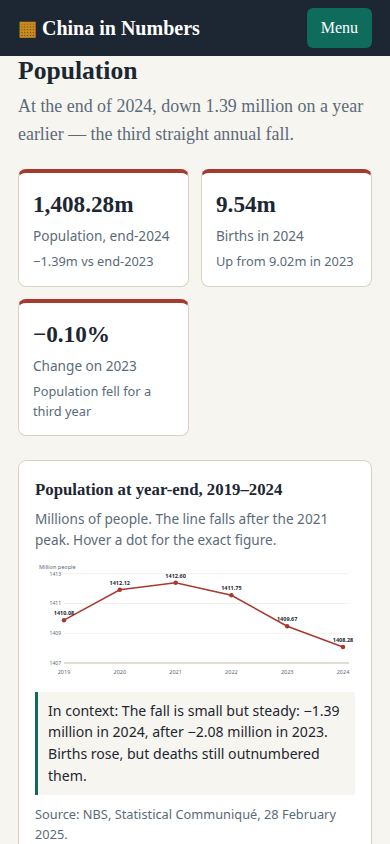 China in Numbers
Menu
Population
At the end of 2024, down 1.39 million on a year
earlier — the third straight annual fall.
1,408.28m
Population, end-2024
−1.39m vs end-2023
9.54m
Births in 2024
Up from 9.02m in 2023
−0.10%
Change on 2023
Population fell for a
third year
Population at year-end, 2019–2024
Millions of people. The line falls after the 2021
peak. Hover a dot for the exact figure.
Million people
1413
1411
1409
1407
1410.08
1412.12
1412.60
1411.75
1409.67
1408.28
2019
2020
2021
2022
2023
2024
In context: The fall is small but steady: −1.39
million in 2024, after −2.08 million in 2023.
Births rose, but deaths still outnumbered
them.
Source: NBS, Statistical Communiqué, 28 February
2025.